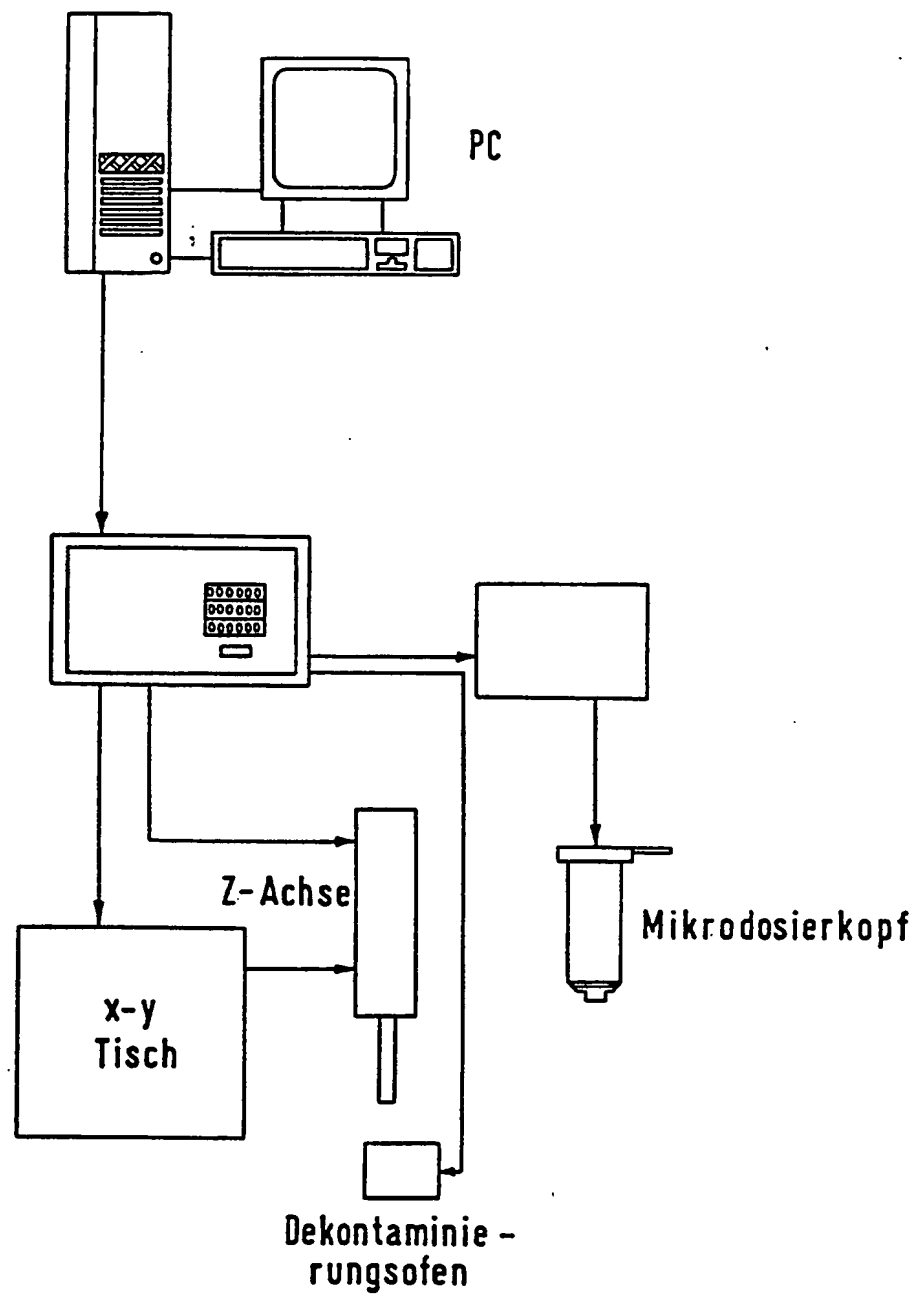 PC
Z-Achse
Mikrodosierkopf
x-y
Tisch
Dekontaminie-
rungsofen